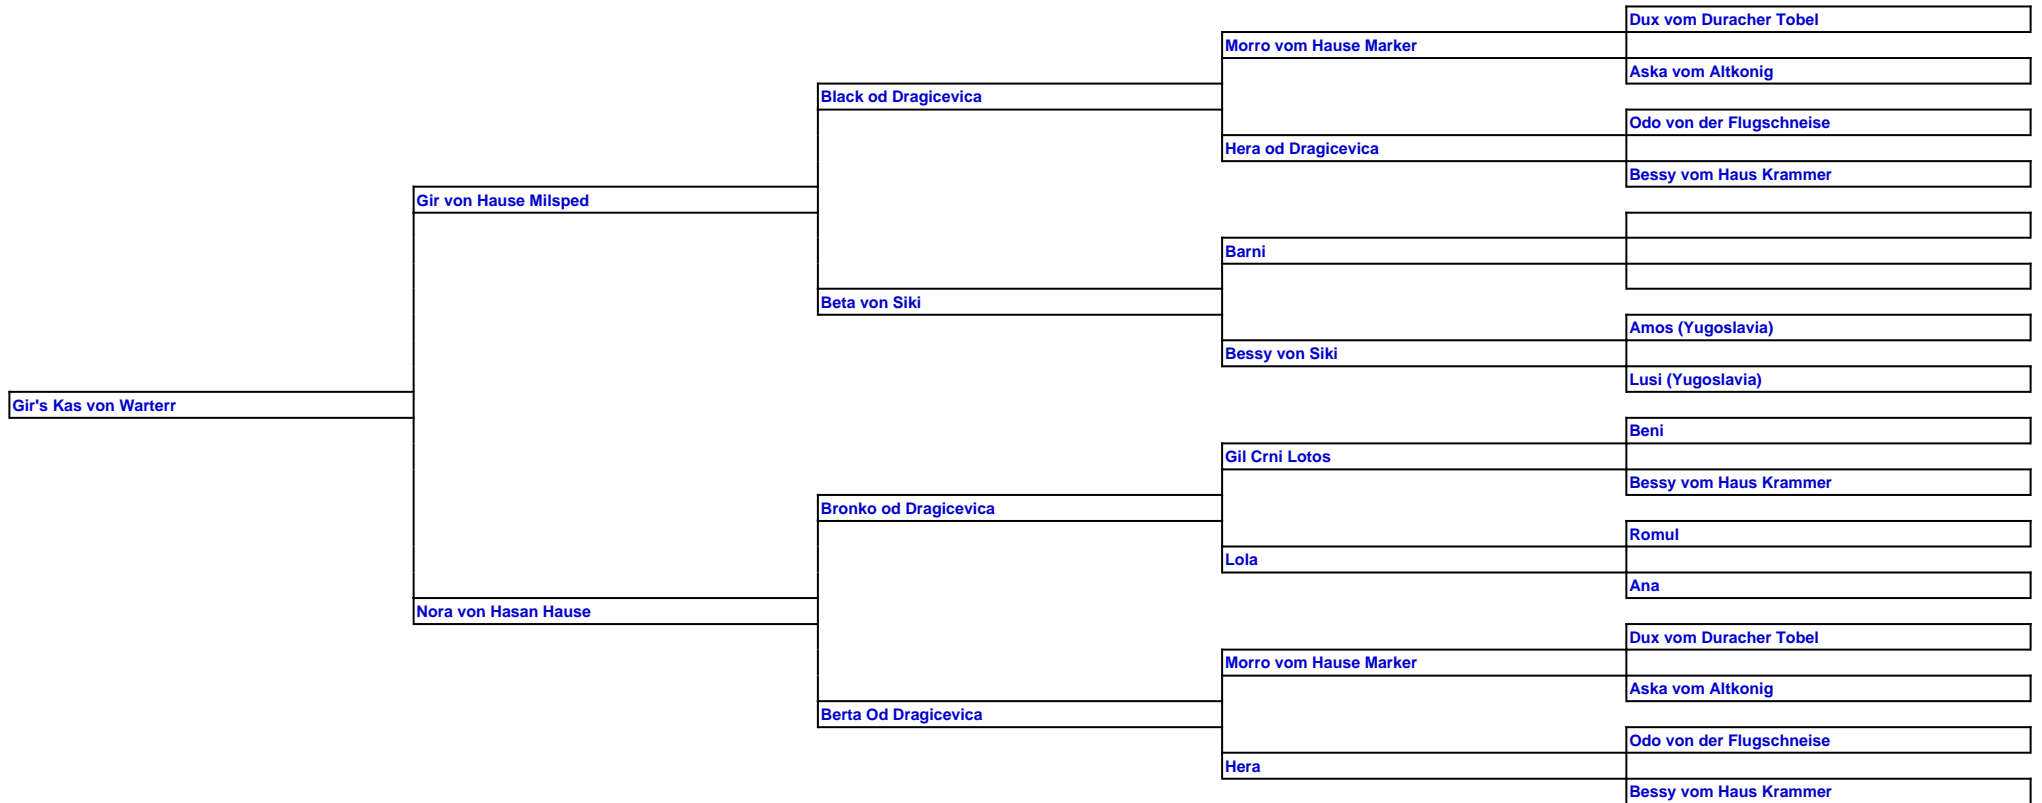 Dux vom Duracher Tobel
Morro vom Hause Marker
Aska vom Altkonig
Black od Dragicevica
Odo von der Flugschneise
Hera od Dragicevica
Bessy vom Haus Krammer
Gir von Hause Milsped
Barni
Beta von Siki
Amos (Yugoslavia)
Bessy von Siki
Lusi (Yugoslavia)
Gir's Kas von Warterr
Beni
Gil Crni Lotos
Bessy vom Haus Krammer
Bronko od Dragicevica
Romul
Lola
Ana
Nora von Hasan Hause
Dux vom Duracher Tobel
Morro vom Hause Marker
Aska vom Altkonig
Berta Od Dragicevica
Odo von der Flugschneise
Hera
Bessy vom Haus Krammer